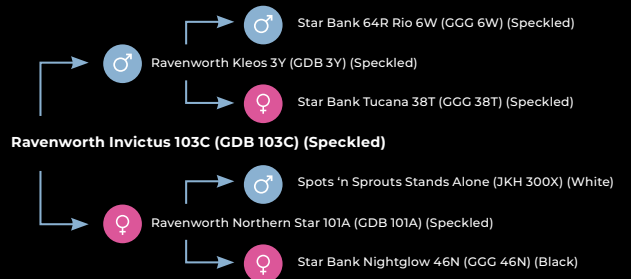 Star Bank 64R Rio 6W (GGG 6W) (Speckled)
Ravenworth Kleos 3Y (GDB 3Y) (Speckled)
Star Bank Tucana 38T (GGG 38T) (Speckled)
Ravenworth Invictus 103C (GDB 103C) (Speckled)
Spots ‘n Sprouts Stands Alone (JKH 300X) (White)
Ravenworth Northern Star 101A (GDB 101A) (Speckled)
Star Bank Nightglow 46N (GGG 46N) (Black)